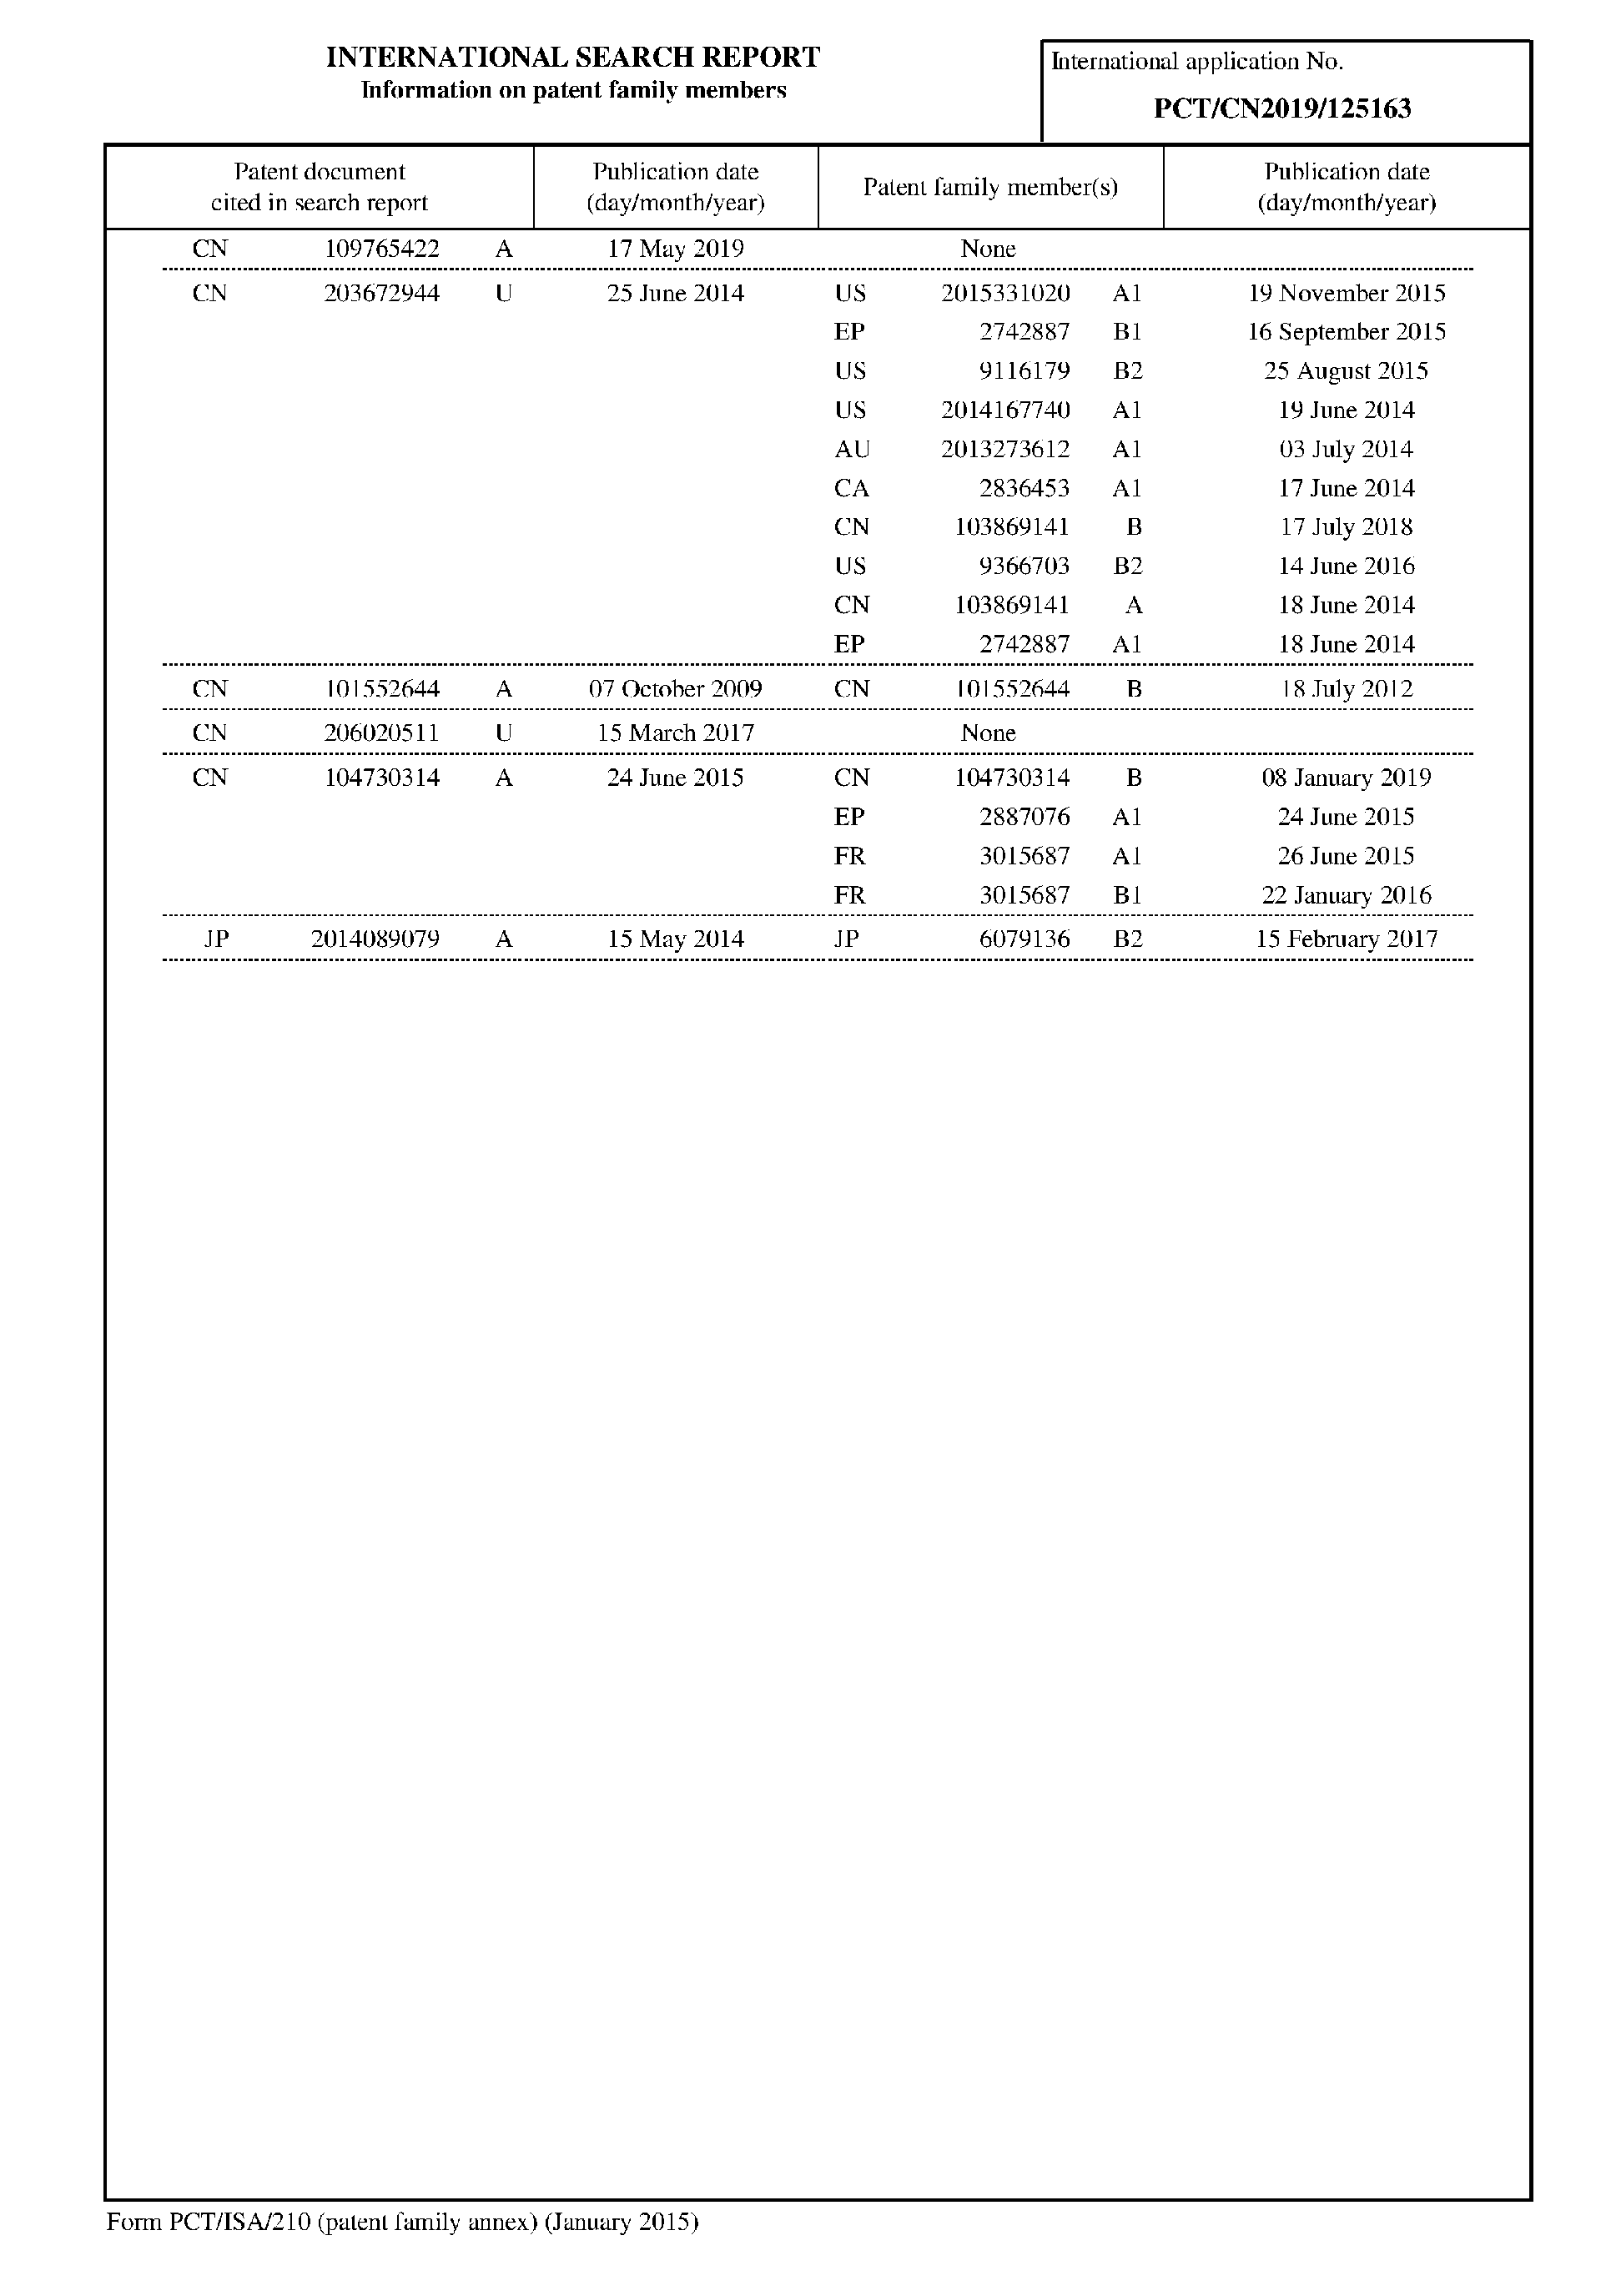 INTERNATIONAL SEARCH REPORT
Information on patent family members
International application No.
PCT/CN2019/125163
Patent document cited in search report
Publication date (day/month/year)
Patent family member(s)
Publication date (day/month/year)
CN 109765422 A 17 May 2019 None
CN 203672944 U 25 June 2014 US 2015331020 A1 19 November 2015
EP 2742887 B1 16 September 2015
US 9116179 B2 25 August 2015
US 2014167740 A1 19 June 2014
AU 2013273612 A1 03 July 2014
CA 2836453 A1 17 June 2014
CN 103869141 B 17 July 2018
US 9366703 B2 14 June 2016
CN 103869141 A 18 June 2014
EP 2742887 A1 18 June 2014
CN 101552644 A 07 October 2009 CN 101552644 B 18 July 2012
CN 206020511 U 15 March 2017 None
CN 104730314 A 24 June 2015 CN 104730314 B 08 January 2019
EP 2887076 A1 24 June 2015
FR 3015687 A1 26 June 2015
FR 3015687 B1 22 January 2016
JP 2014089079 A 15 May 2014 JP 6079136 B2 15 February 2017
Form PCT/ISA/210 (patent family annex) (January 2015)